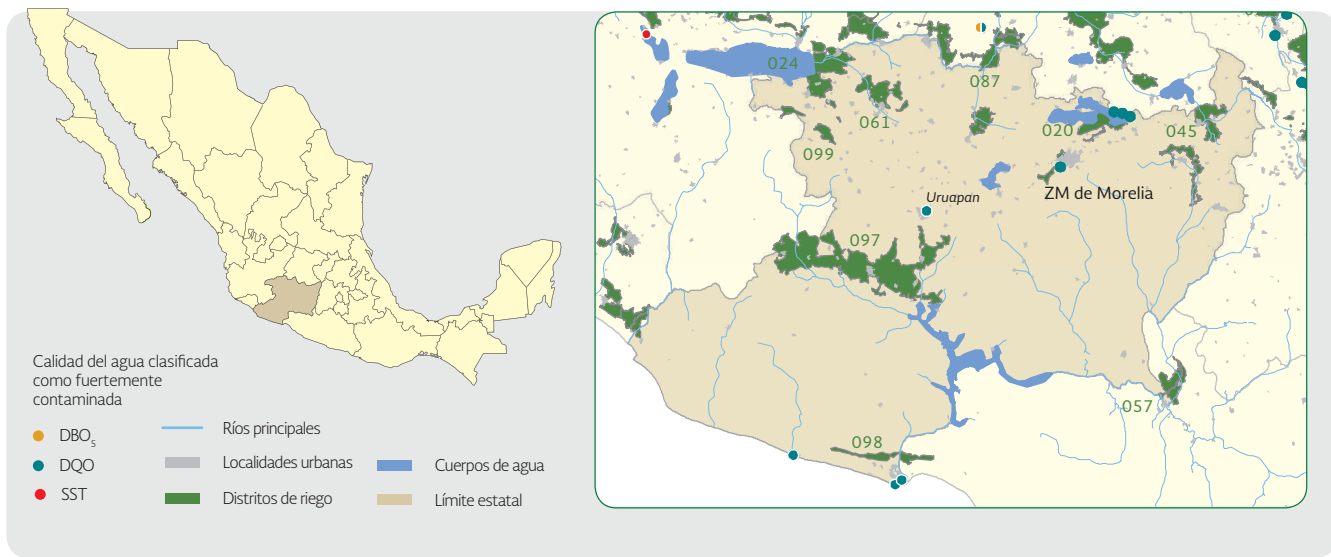 Calidad del agua clasificada
como fuertemente
contaminada
DBO5
DQO
SST
Ríos principales
Localidades urbanas
Distritos de riego
Cuerpos de agua
Límite estatal
024
087
061
020
045
099
ZM de Morelia
Uruapan
097
057
098